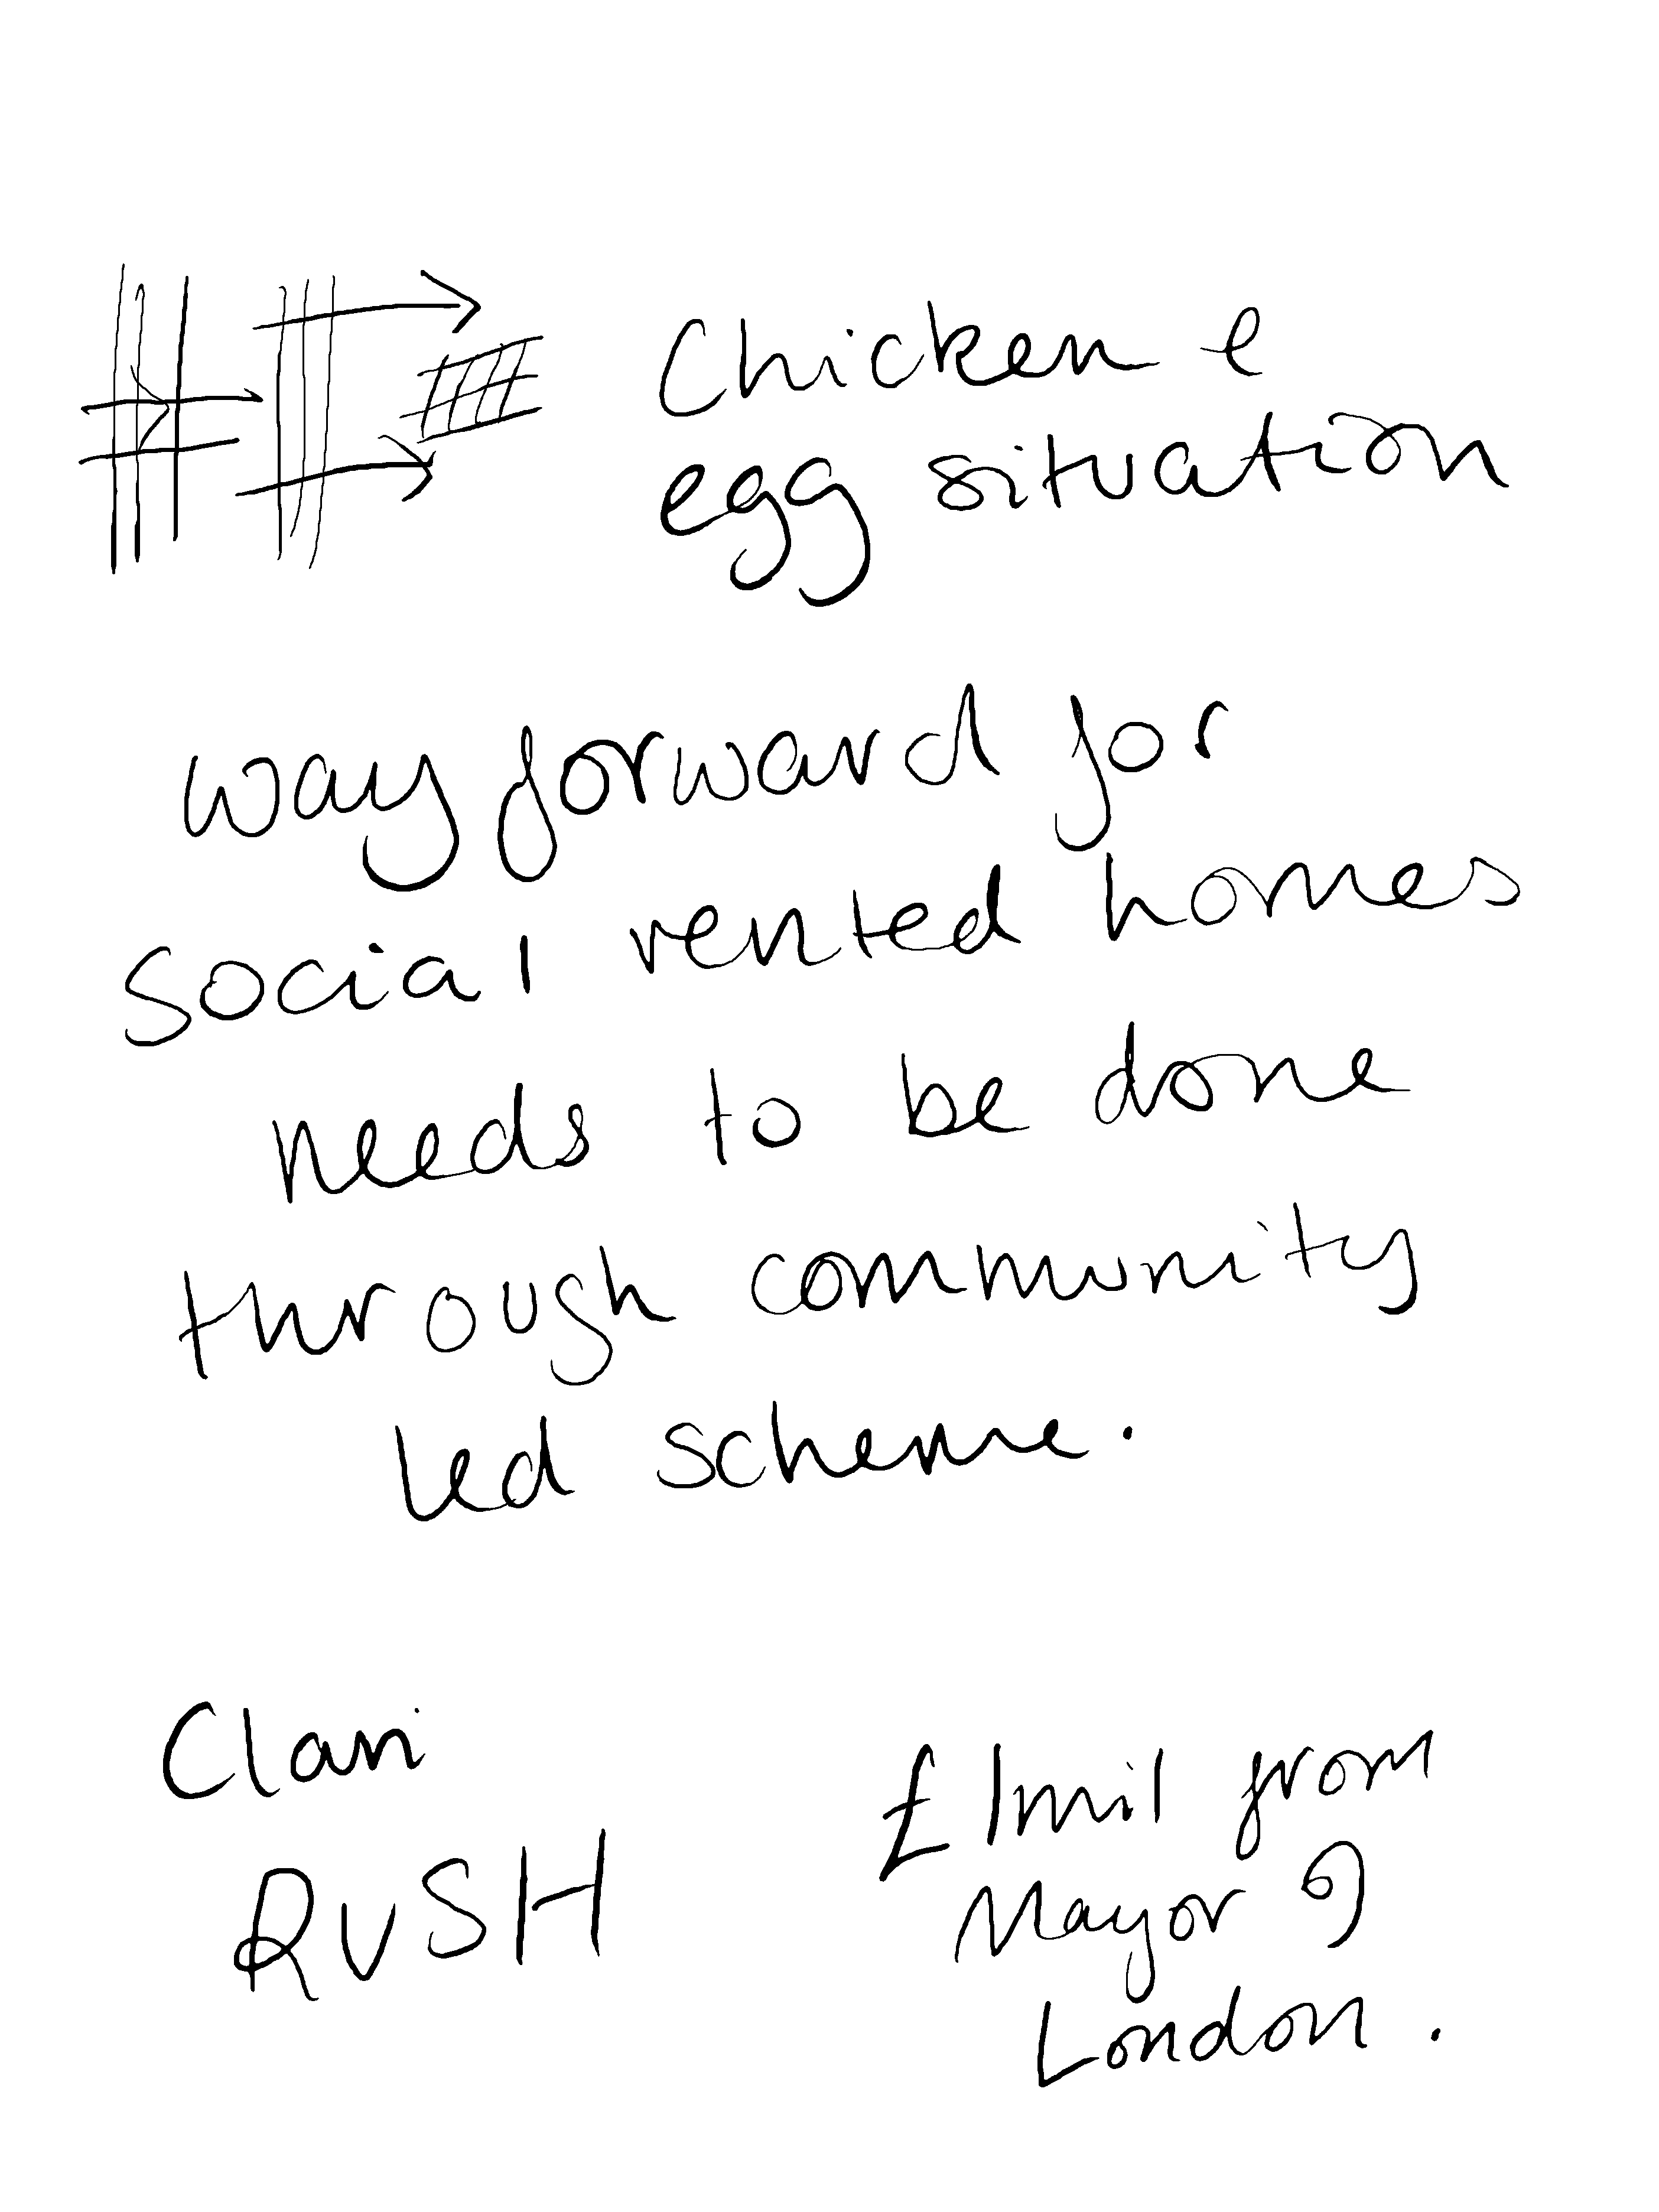 Chicken &
egg situation
way forward for
social rented homes
needs to be done
through community
led scheme.
Clari
RUSH
£1mil from
Mayor of
London.